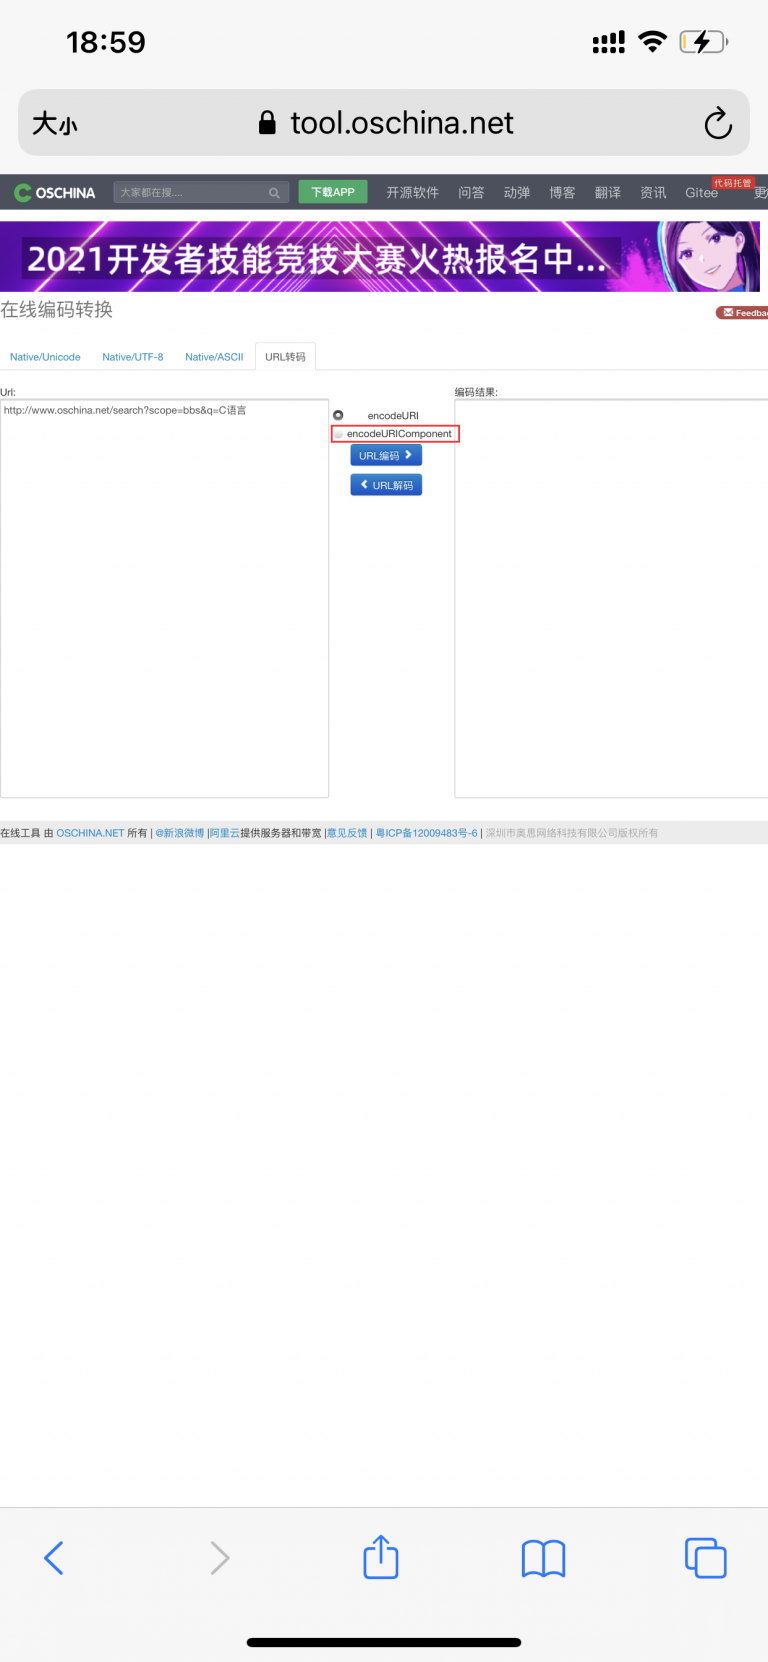 18:59
大小 tool.oschina.net
OSCHINA 大家都在搜.... 下载APP 开源软件 问答 动弹 博客 翻译 资讯 Gitee 代码托管 更
2021开发者技能竞技大赛火热报名中...
在线编码转换
Feedba
Native/Unicode Native/UTF-8 Native/ASCII URL转码
Url:
编码结果:
http://www.oschina.net/search?scope=bbs&q=C语言
encodeURI
encodeURIComponent
URL编码
URL解码
在线工具 由 OSCHINA.NET 所有 | @新浪微博 |阿里云提供服务器和带宽 |意见反馈 | 粤ICP备12009483号-6 | 深圳市奥思网络科技有限公司版权所有